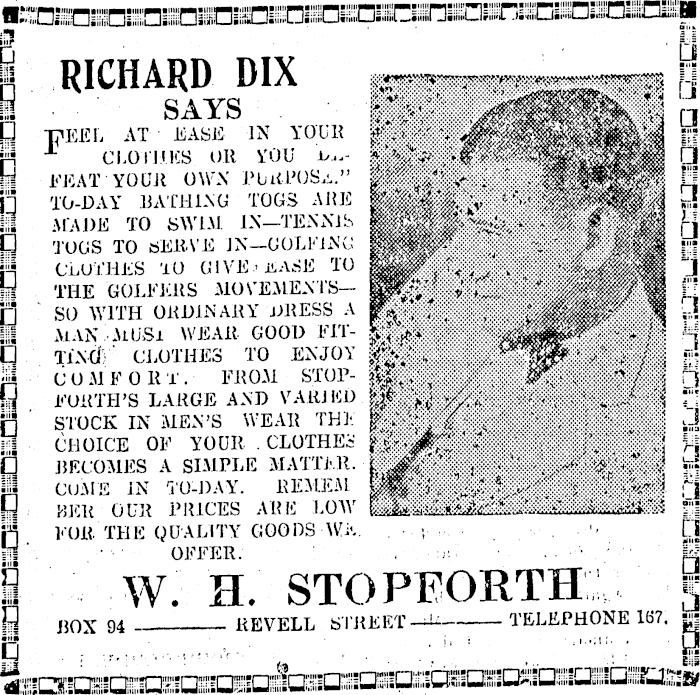 RICHARD DIX
SAYS
FEEL AT EASE IN YOUR
CLOTHES OR YOU DE-
FEAT YOUR OWN PURPOSE."
TO-DAY BATHING TOGS ARE
MADE TO SWIM IN—TENNIS
TOGS TO SERVE IN—GOLFING
CLOTHES TO GIVE EASE TO
THE GOLFERS MOVEMENTS—
SO WITH ORDINARY DRESS A
MAN MUST WEAR GOOD FIT-
TING CLOTHES TO ENJOY
COMFORT. FROM STOP-
FORTH'S LARGE AND VARIED
STOCK IN MEN'S WEAR THE
CHOICE OF YOUR CLOTHES
BECOMES A SIMPLE MATTER.
COME IN TO-DAY. REMEM
BER OUR PRICES ARE LOW
FOR THE QUALITY GOODS WE
OFFER.
W. H. STOPFORTH
BOX 94 ——— REVELL STREET ——— TELEPHONE 167.